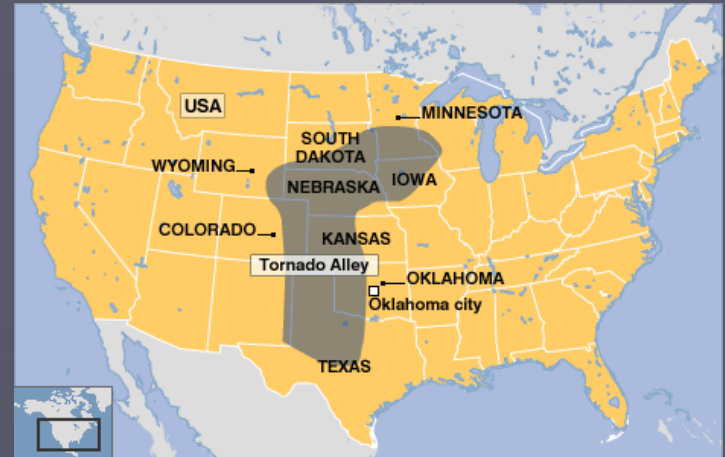 USA
MINNESOTA
SOUTH
DAKOTA
WYOMING
NEBRASKA
IOWA
COLORADO
KANSAS
Tornado Alley
OKLAHOMA
Oklahoma city
TEXAS